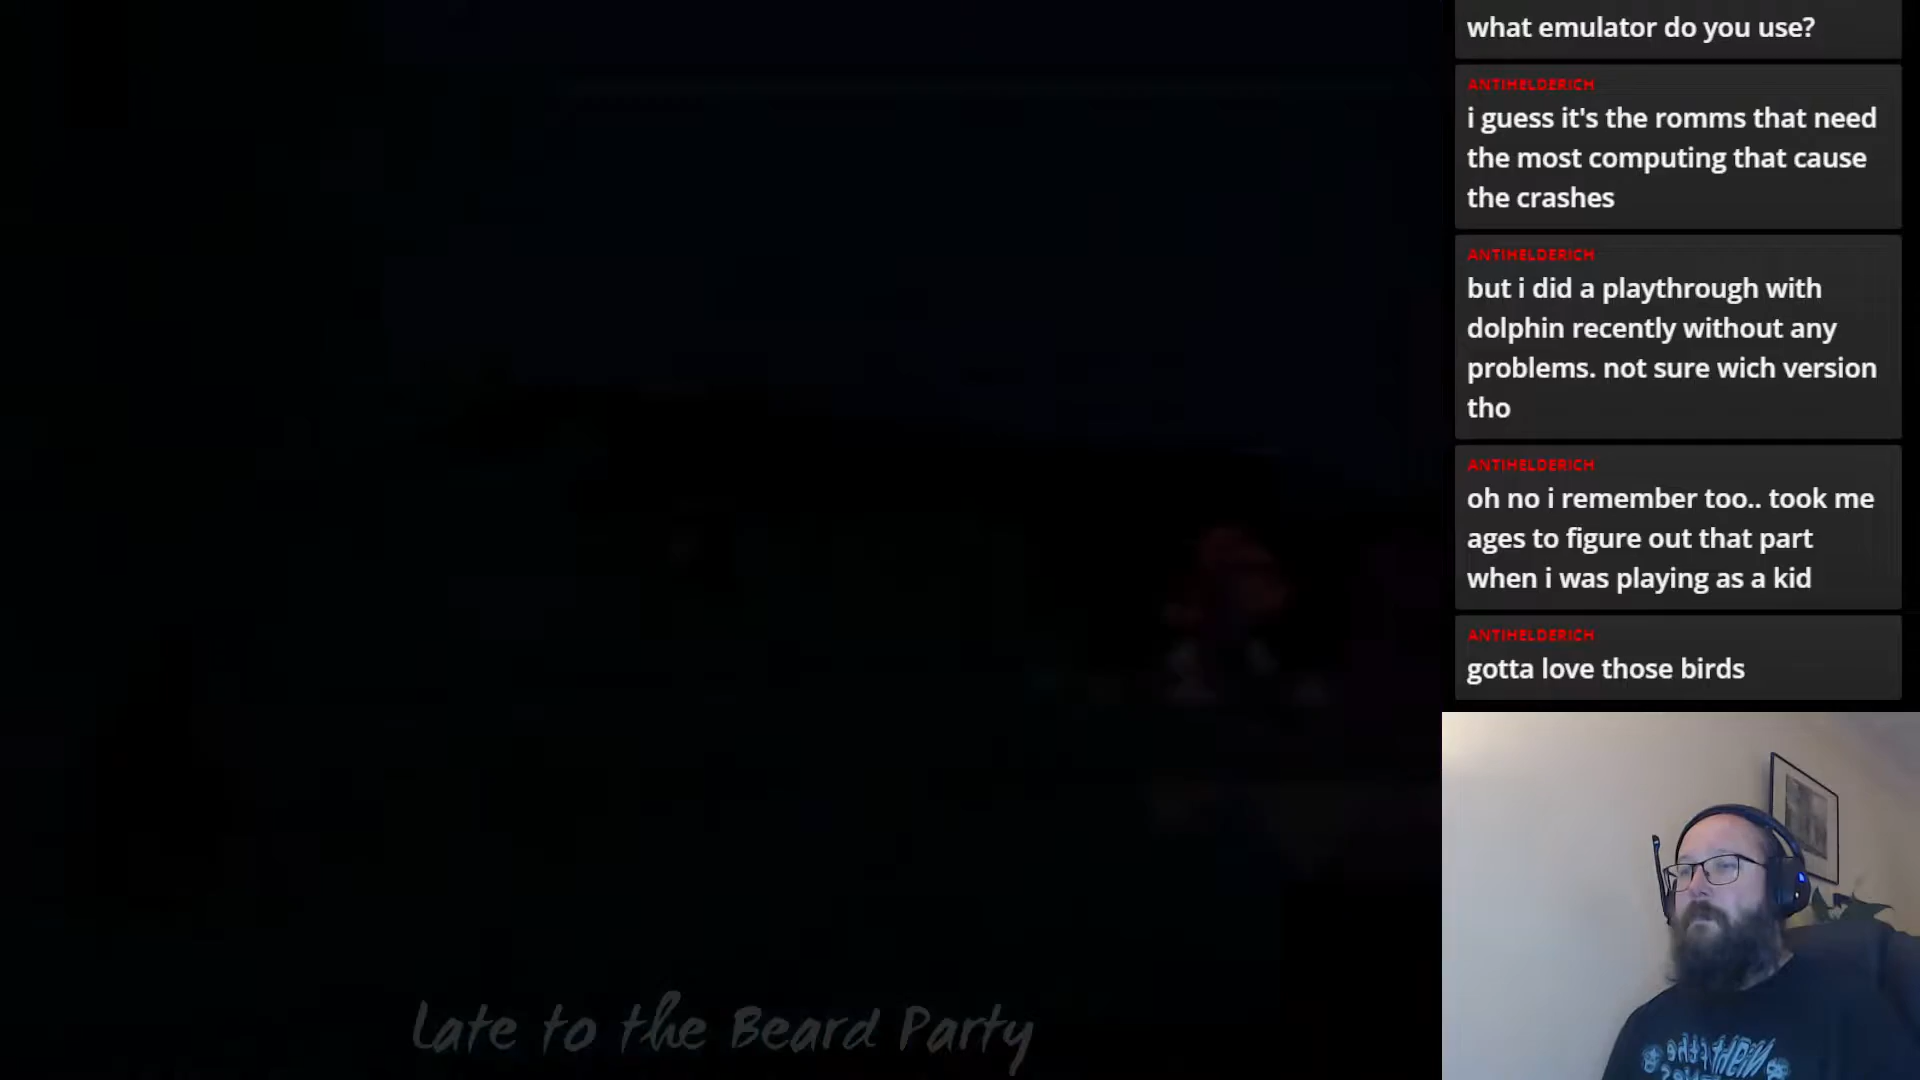 what emulator do you use?
ANTIHELDERICH
i guess it's the romms that need
the most computing that cause
the crashes
ANTIHELDERICH
but i did a playthrough with
dolphin recently without any
problems. not sure wich version
tho
ANTIHELDERICH
oh no i remember too.. took me
ages to figure out that part
when i was playing as a kid
ANTIHELDERICH
gotta love those birds
Late to the Beard Party